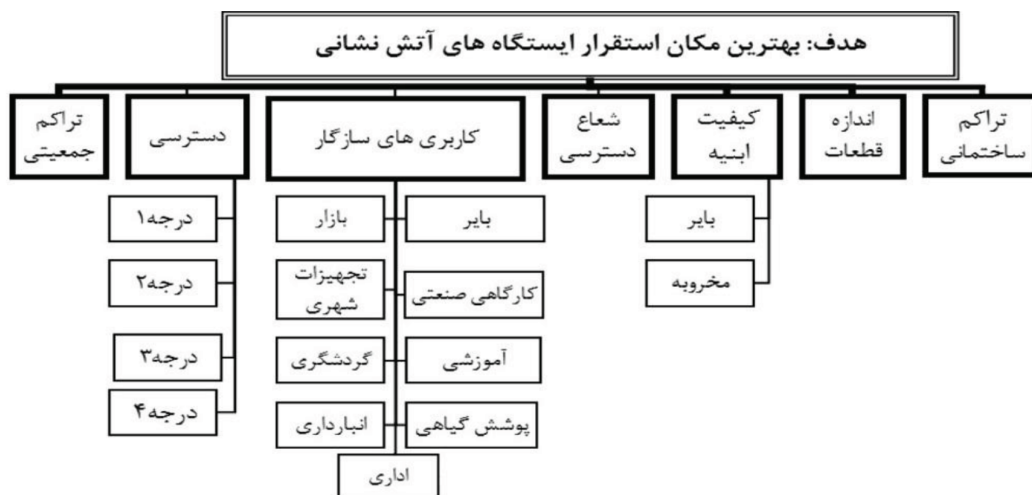 هدف: بهترین مکان استقرار ایستگاه های آتش نشانی
تراکم
ساختمانی
اندازه
قطعات
کیفیت
ابنیه
شعاع
دسترسی
کاربری های سازگار
دسترسی
تراکم
جمعیتی
بایر
مخروبه
بایر
بازار
کارگاهی صنعتی
تجهیزات
شهری
آموزشی
گردشگری
پوشش گیاهی
انبارداری
اداری
درجه۱
درجه۲
درجه۳
درجه۴